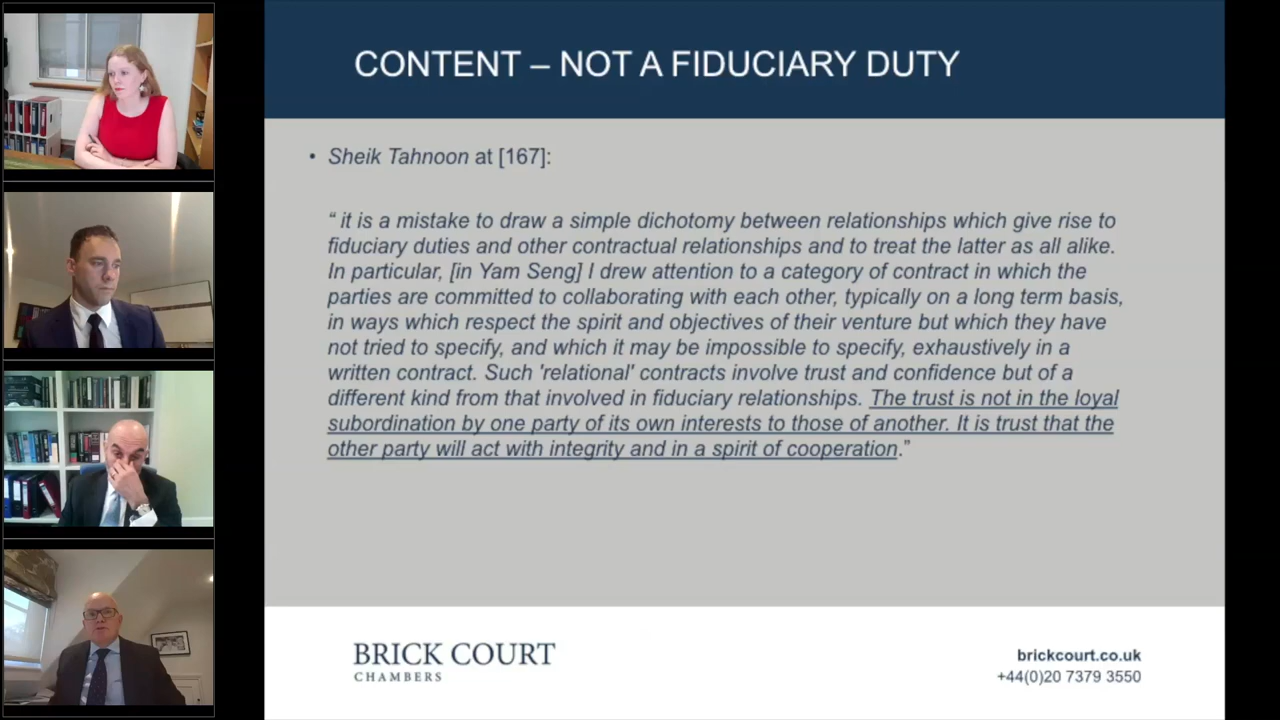 CONTENT – NOT A FIDUCIARY DUTY
• Sheik Tahnoon at [167]:
“ it is a mistake to draw a simple dichotomy between relationships which give rise to
fiduciary duties and other contractual relationships and to treat the latter as all alike.
In particular, [in Yam Seng] I drew attention to a category of contract in which the
parties are committed to collaborating with each other, typically on a long term basis,
in ways which respect the spirit and objectives of their venture but which they have
not tried to specify, and which it may be impossible to specify, exhaustively in a
written contract. Such 'relational' contracts involve trust and confidence but of a
different kind from that involved in fiduciary relationships. The trust is not in the loyal
subordination by one party of its own interests to those of another. It is trust that the
other party will act with integrity and in a spirit of cooperation.”
BRICK COURT
CHAMBERS
brickcourt.co.uk
+44(0)20 7379 3550